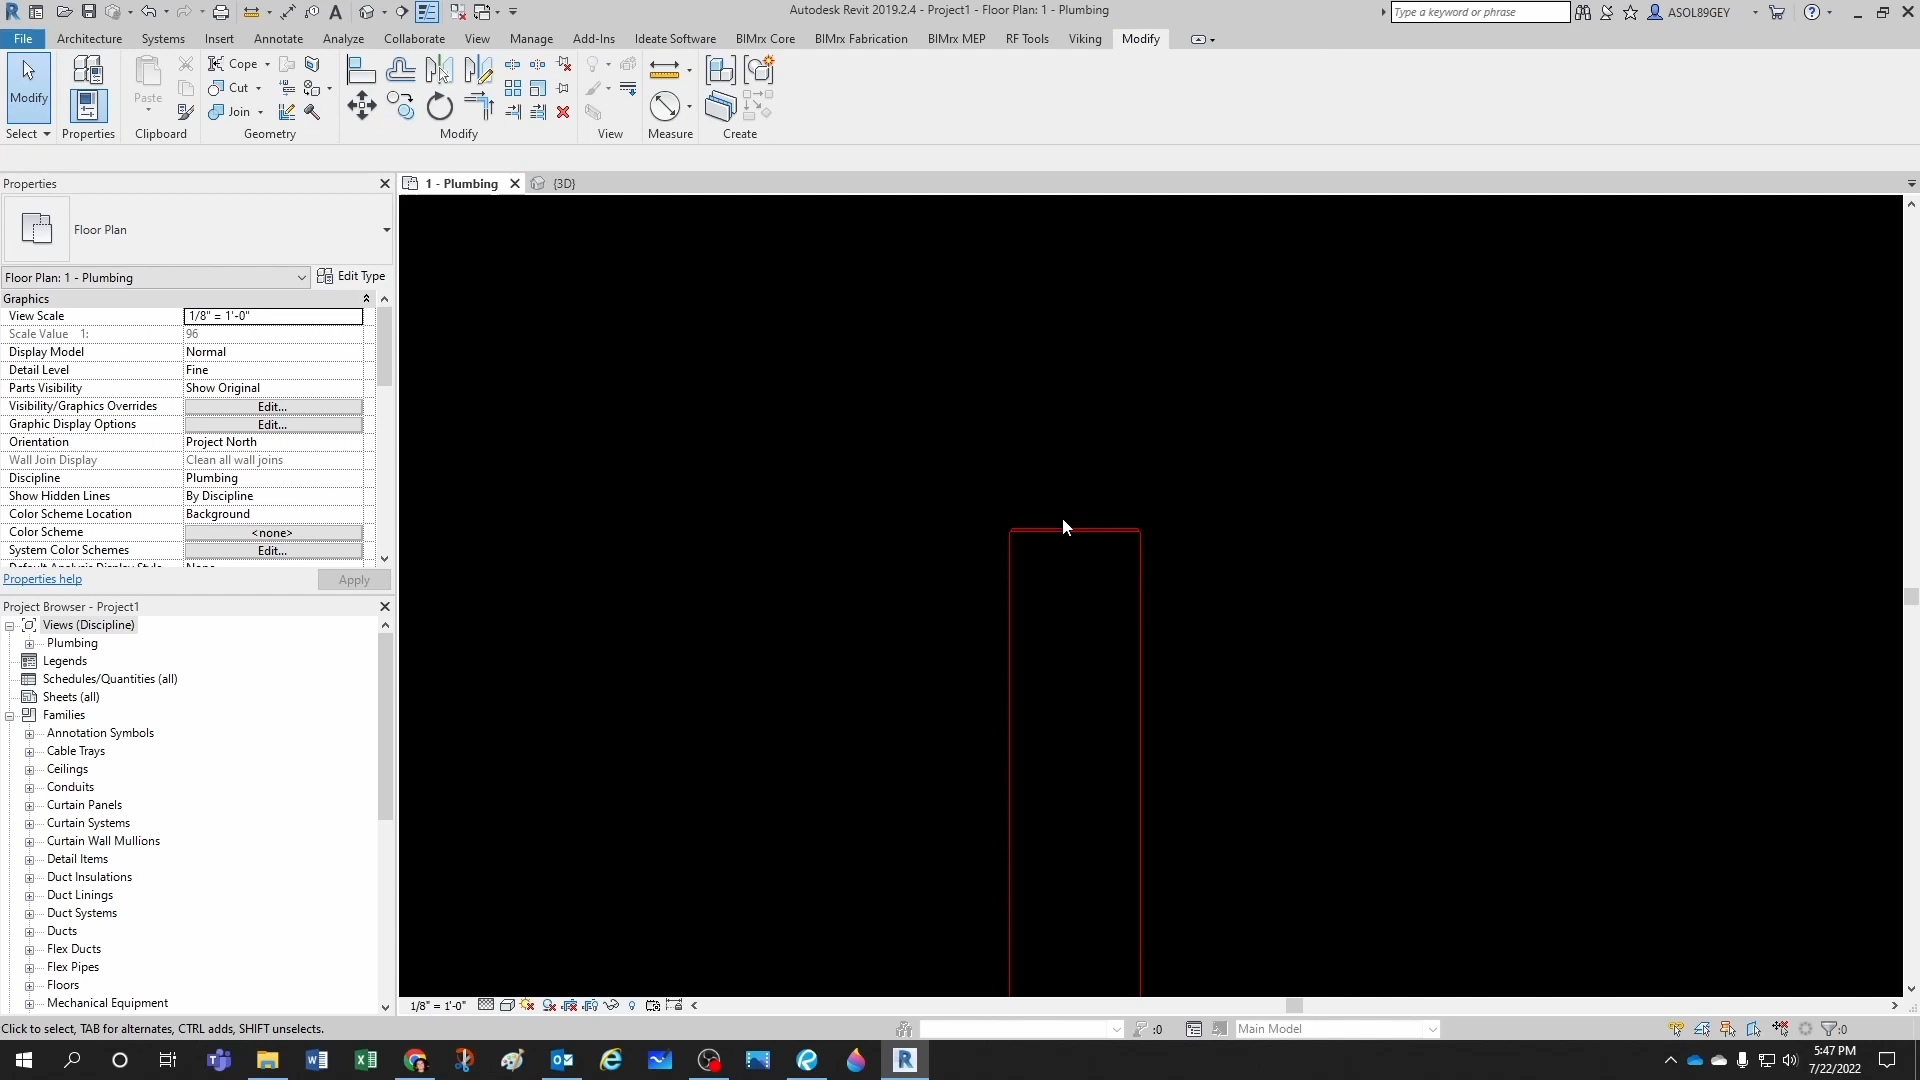 Autodesk Revit 2019.2.4 - Project1 - Floor Plan: 1 - Plumbing
Type a keyword or phrase
ASOL89GEY
File Architecture Systems Insert Annotate Analyze Collaborate View Manage Add-Ins Ideate Software BIMrx Core BIMrx Fabrication BIMrx MEP RF Tools Viking Modify
Cope
Modify
Paste
Cut
Join
Select Properties Clipboard Geometry Modify View Measure Create
Properties
1 - Plumbing
{3D}
Floor Plan
Floor Plan: 1 - Plumbing
Edit Type
Graphics
View Scale 1/8" = 1'-0"
Scale Value 1: 96
Display Model Normal
Detail Level Fine
Parts Visibility Show Original
Visibility/Graphics Overrides Edit...
Graphic Display Options Edit...
Orientation Project North
Wall Join Display Clean all wall joins
Discipline Plumbing
Show Hidden Lines By Discipline
Color Scheme Location Background
Color Scheme <none>
System Color Schemes Edit...
Default Analysis Display Style None
Properties help
Apply
Project Browser - Project1
Views (Discipline)
Plumbing
Legends
Schedules/Quantities (all)
Sheets (all)
Families
Annotation Symbols
Cable Trays
Ceilings
Conduits
Curtain Panels
Curtain Systems
Curtain Wall Mullions
Detail Items
Duct Insulations
Duct Linings
Duct Systems
Ducts
Flex Ducts
Flex Pipes
Floors
Mechanical Equipment
1/8" = 1'-0"
Click to select, TAB for alternates, CTRL adds, SHIFT unselects.
:0
Main Model
:0
5:47 PM
7/22/2022